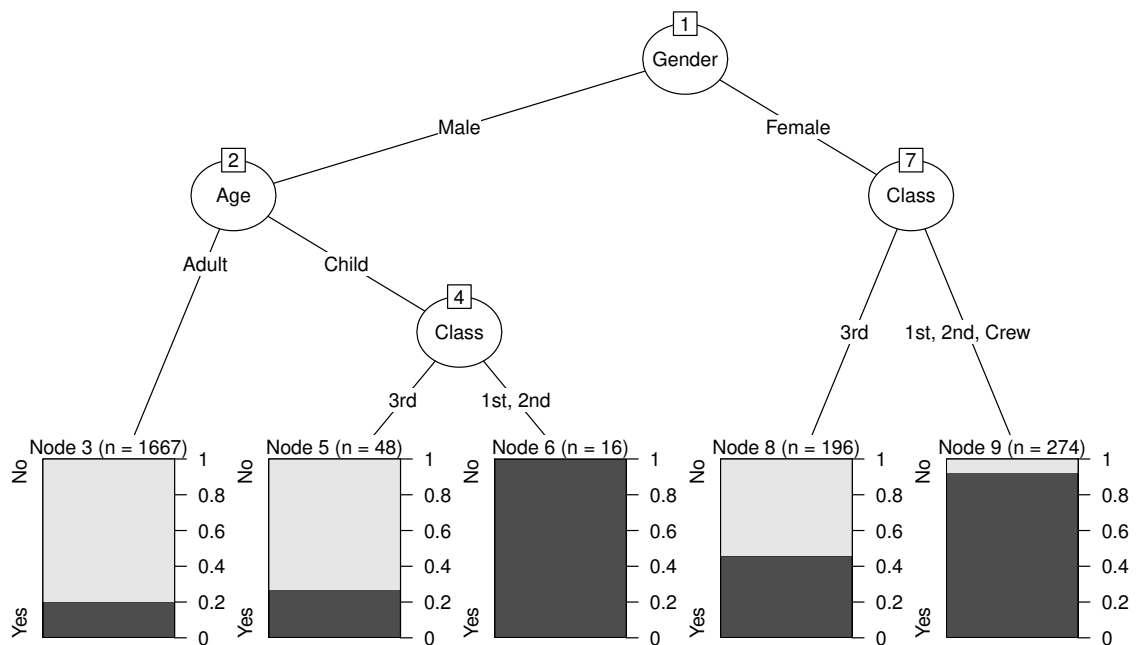 1
Gender
Male
Female
2
Age
7
Class
Adult
Child
4
Class
3rd
1st, 2nd, Crew
3rd
1st, 2nd
Node 3 (n = 1667)
Yes
No
0
0.2
0.4
0.6
0.8
1
Node 5 (n = 48)
Yes
No
0
0.2
0.4
0.6
0.8
1
Node 6 (n = 16)
Yes
No
0
0.2
0.4
0.6
0.8
1
Node 8 (n = 196)
Yes
No
0
0.2
0.4
0.6
0.8
1
Node 9 (n = 274)
Yes
No
0
0.2
0.4
0.6
0.8
1